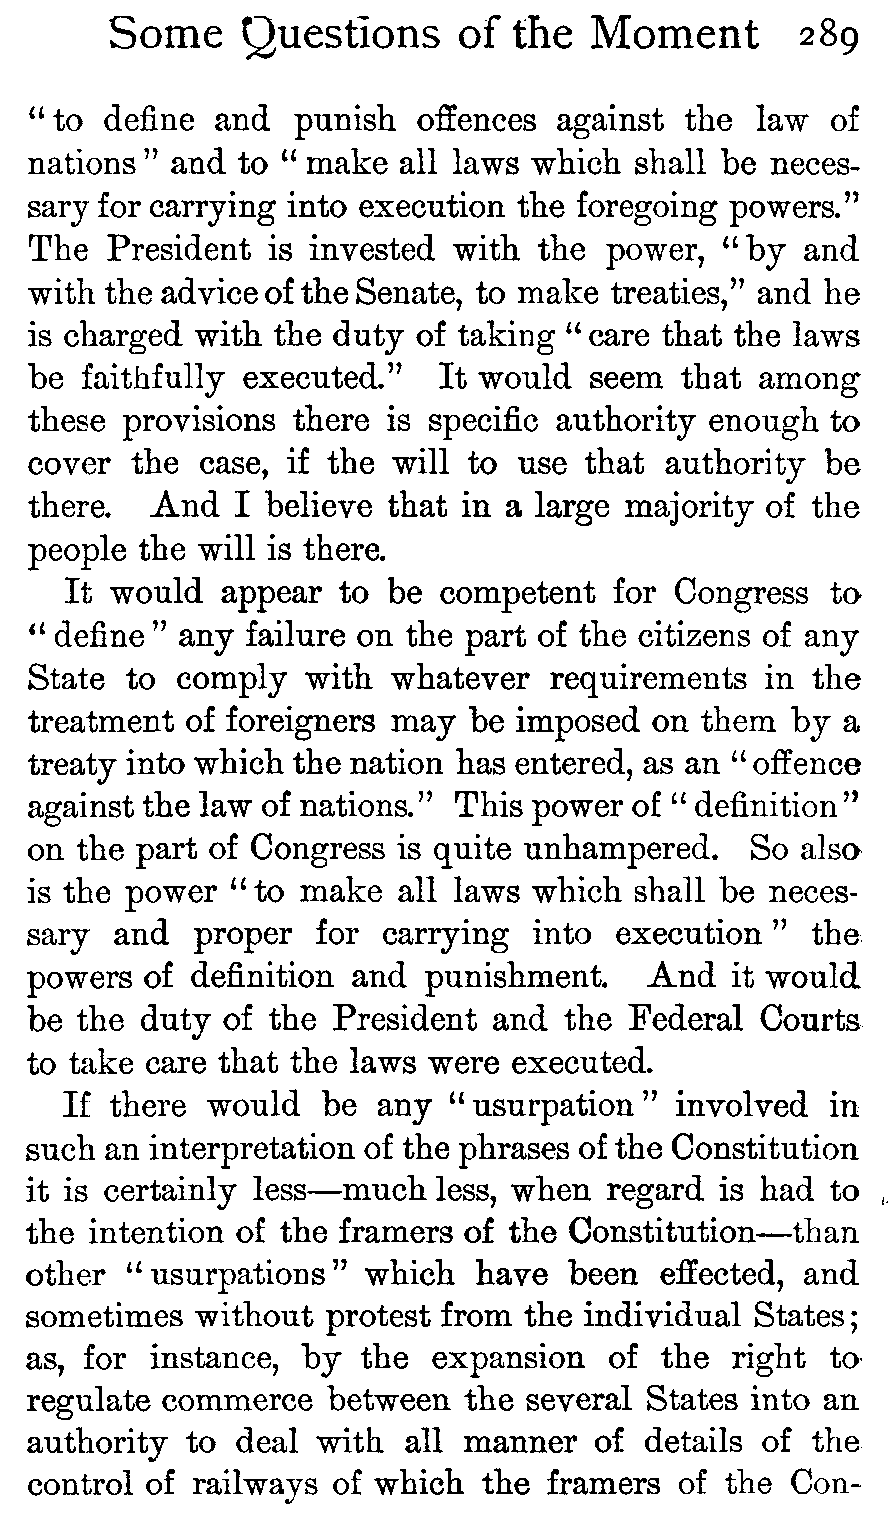 Some Questions of the Moment 289
“to define and punish offences against the law of
nations” and to “make all laws which shall be neces-
sary for carrying into execution the foregoing powers.”
The President is invested with the power, “by and
with the advice of the Senate, to make treaties,” and he
is charged with the duty of taking “care that the laws
be faithfully executed.” It would seem that among
these provisions there is specific authority enough to
cover the case, if the will to use that authority be
there. And I believe that in a large majority of the
people the will is there.
It would appear to be competent for Congress to
“define” any failure on the part of the citizens of any
State to comply with whatever requirements in the
treatment of foreigners may be imposed on them by a
treaty into which the nation has entered, as an “offence
against the law of nations.” This power of “definition”
on the part of Congress is quite unhampered. So also
is the power “to make all laws which shall be neces-
sary and proper for carrying into execution” the
powers of definition and punishment. And it would
be the duty of the President and the Federal Courts
to take care that the laws were executed.
If there would be any “usurpation” involved in
such an interpretation of the phrases of the Constitution
it is certainly less—much less, when regard is had to
the intention of the framers of the Constitution—than
other “usurpations” which have been effected, and
sometimes without protest from the individual States;
as, for instance, by the expansion of the right to
regulate commerce between the several States into an
authority to deal with all manner of details of the
control of railways of which the framers of the Con-